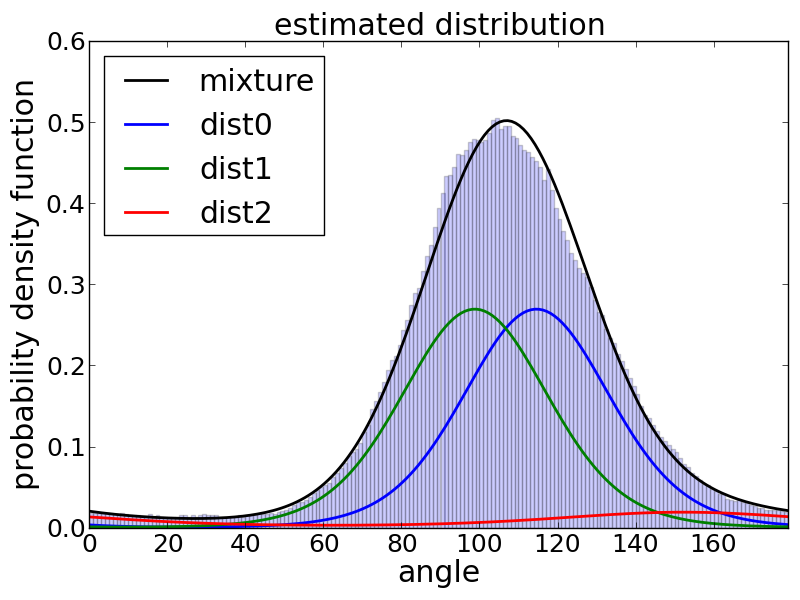 estimated distribution
probability density function
0.6
0.5
0.4
0.3
0.2
0.1
0.0
mixture
dist0
dist1
dist2
0 20 40 60 80 100 120 140 160
angle